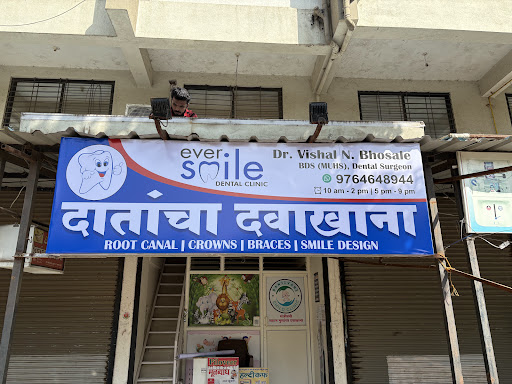 ever
smile
DENTAL CLINIC
Dr. Vishal N. Bhosale
BDS (MUHS), Dental Surgeon
9764648944
10 am - 2 pm | 5 pm - 9 pm
दातांचा दवाखाना
ROOT CANAL | CROWNS | BRACES | SMILE DESIGN